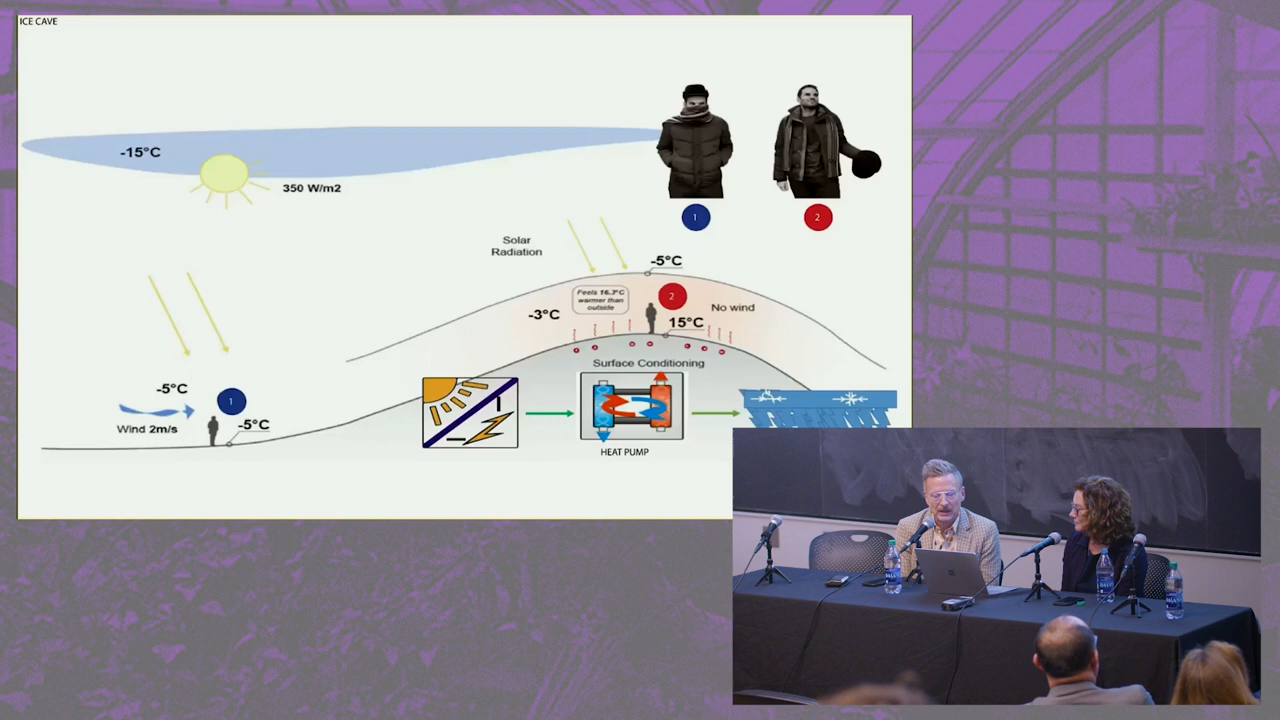 ICE CAVE
-15°C
350 W/m2
1
2
Solar
Radiation
-5°C
Feels 16.3°C
warmer than
outside
2
No wind
-3°C
15°C
Surface Conditioning
-5°C
1
Wind 2m/s
-5°C
HEAT PUMP